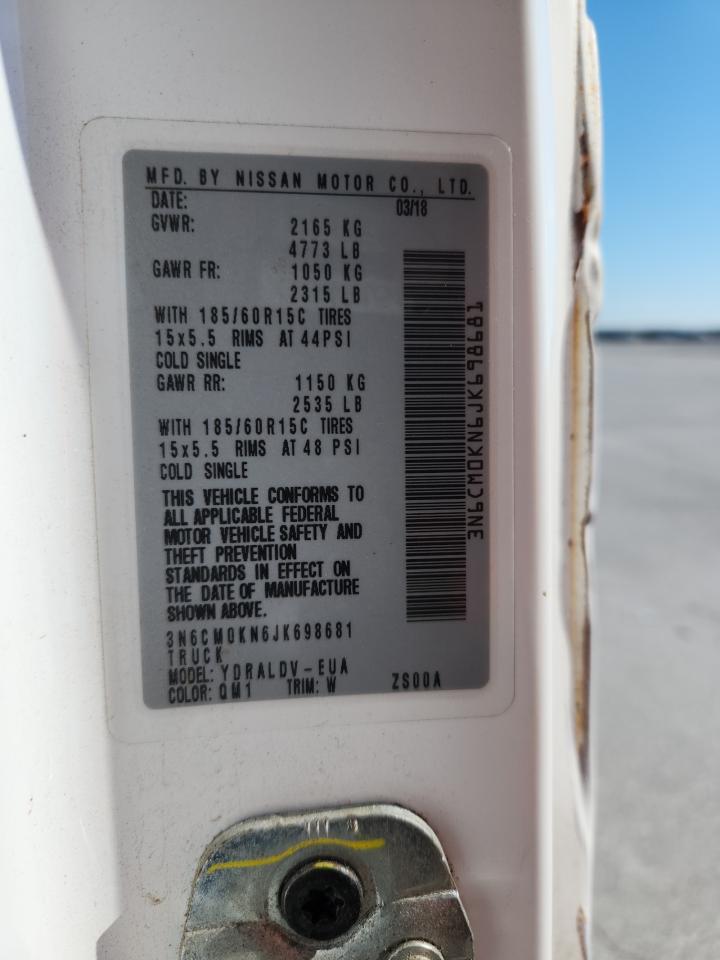 MFD. BY NISSAN MOTOR CO., LTD.
DATE: 03/18
GVWR: 2165 KG
4773 LB
GAWR FR: 1050 KG
2315 LB
WITH 185/60R15C TIRES
15x5.5 RIMS AT 44PSI
COLD SINGLE
GAWR RR: 1150 KG
2535 LB
WITH 185/60R15C TIRES
15x5.5 RIMS AT 48 PSI
COLD SINGLE
THIS VEHICLE CONFORMS TO
ALL APPLICABLE FEDERAL
MOTOR VEHICLE SAFETY AND
THEFT PREVENTION
STANDARDS IN EFFECT ON
THE DATE OF MANUFACTURE
SHOWN ABOVE.
3N6CM0KN6JK698681
TRUCK
MODEL: YDRALDV-EUA
COLOR: QM1 TRIM: W ZS00A
3N6CM0KN6JK698681